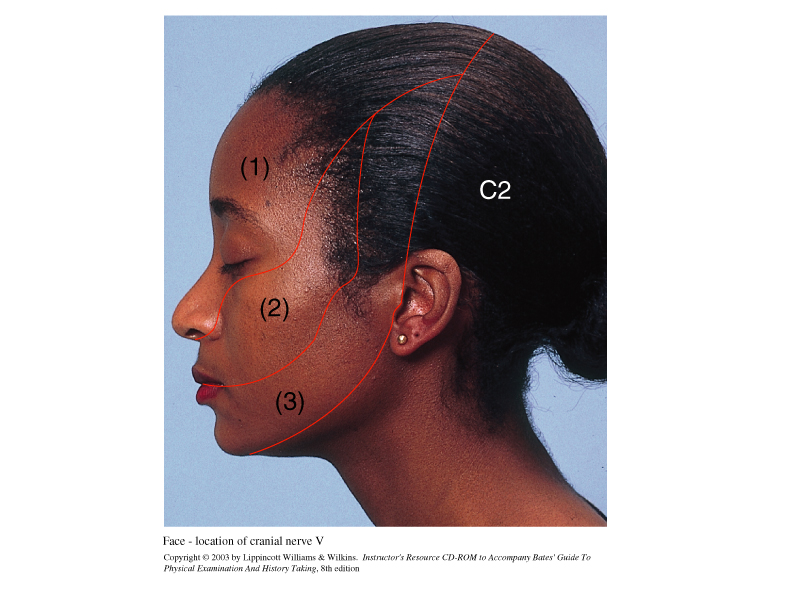 (1)
C2
(2)
(3)
Face - location of cranial nerve V
Copyright © 2003 by Lippincott Williams & Wilkins. Instructor's Resource CD-ROM to Accompany Bates' Guide To
Physical Examination And History Taking, 8th edition